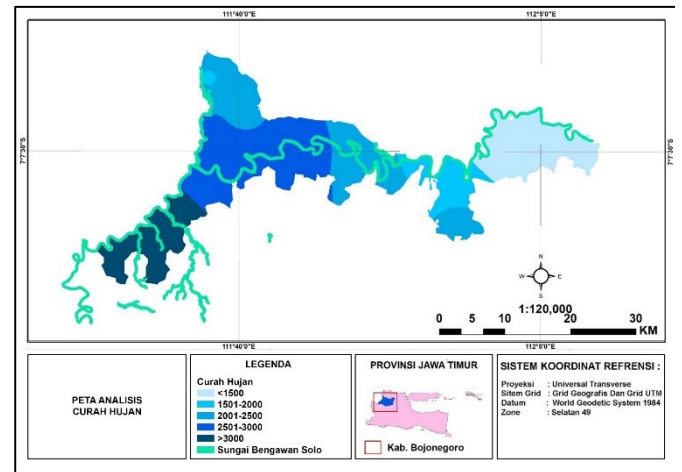 111°40'0"E
112°5'0"E
7°7'30"S
7°7'30"S
N
W E
S
1:120,000
0 5 10 20 30
KM
111°40'0"E
112°5'0"E
PETA ANALISIS
CURAH HUJAN
LEGENDA
Curah Hujan
<1500
1501-2000
2001-2500
2501-3000
>3000
Sungai Bengawan Solo
PROVINSI JAWA TIMUR
Kab. Bojonegoro
SISTEM KOORDINAT REFRENSI :
Proyeksi : Universal Transverse
Sitem Grid : Grid Geografis Dan Grid UTM
Datum : World Geodetic System 1984
Zone : Selatan 49